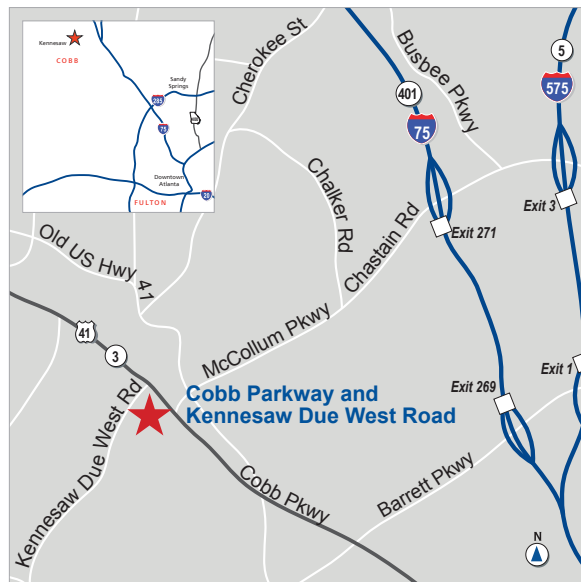 Kennesaw
COBB
Sandy
Springs
285
75
Downtown
Atlanta
20
FULTON
Cherokee St
Busbee Pkwy
5
575
401
75
Chalker Rd
Chastain Rd
Exit 3
Exit 271
Old US Hwy 41
McCollum Pkwy
41
3
Exit 1
Cobb Parkway and
Kennesaw Due West Road
Exit 269
Kennesaw Due West Rd
Cobb Pkwy
Barrett Pkwy
N